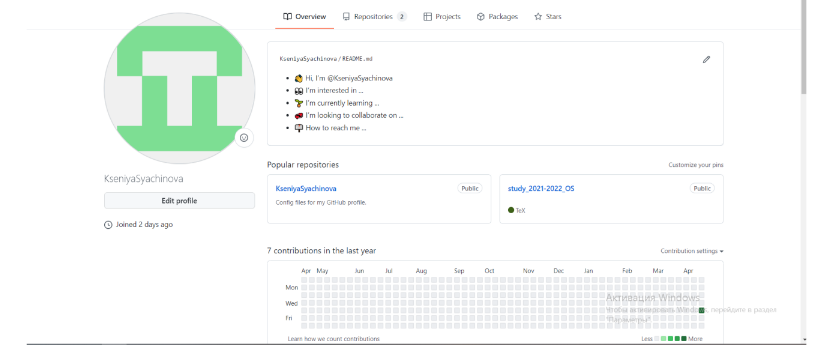 Overview Repositories 2 Projects Packages Stars
KseniyaSyachinova / README.md
Hi, I'm @KseniyaSyachinova
I'm interested in ...
I'm currently learning ...
I'm looking to collaborate on ...
How to reach me ...
KseniyaSyachinova
Edit profile
Joined 2 days ago
Popular repositories Customize your pins
KseniyaSyachinova Public
Config files for my GitHub profile.
study_2021-2022_OS Public
TeX
7 contributions in the last year Contribution settings
Apr May Jun Jul Aug Sep Oct Nov Dec Jan Feb Mar Apr
Mon
Wed
Fri
Активация Windows
Чтобы активировать Windows, перейдите в раздел
"Параметры".
Learn how we count contributions Less More